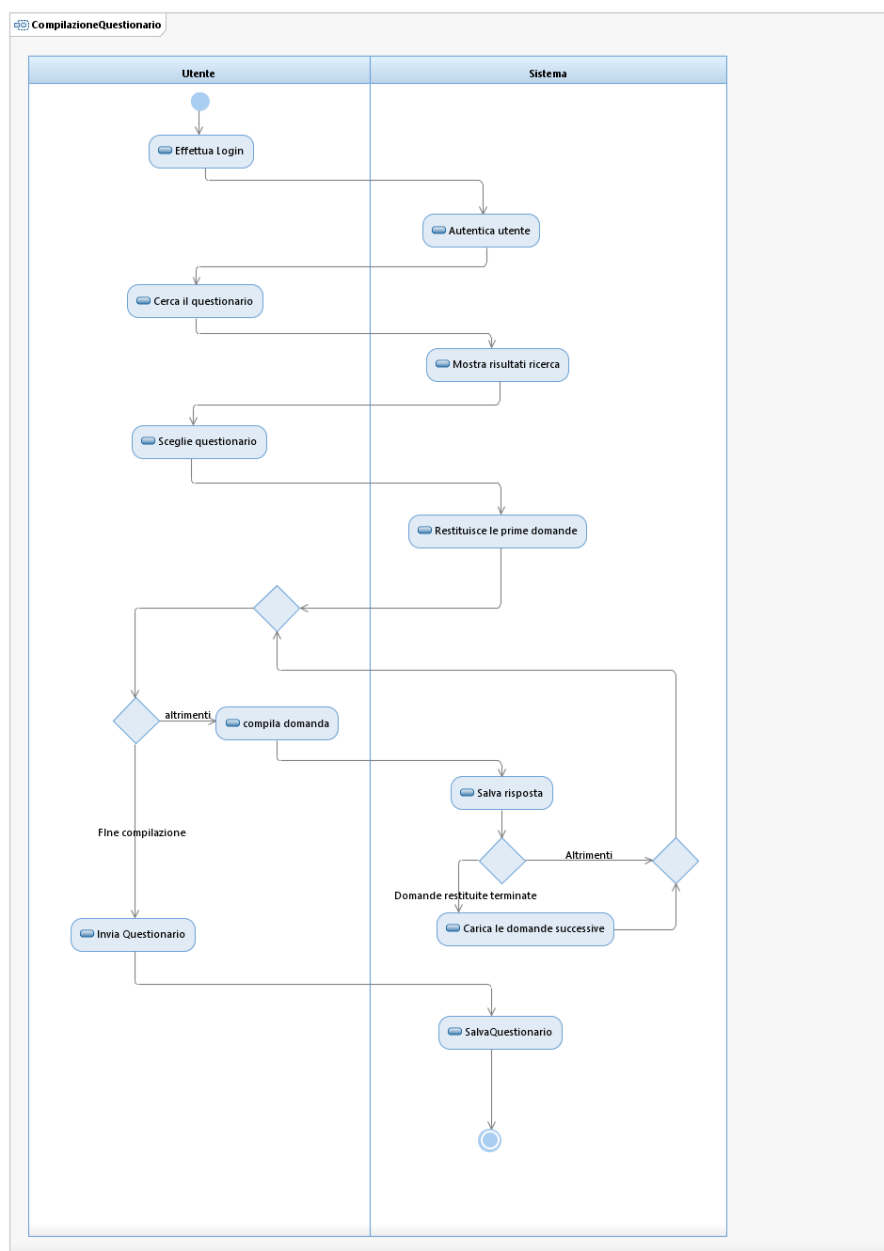 CompilazioneQuestionario
Utente
Sistema
Effettua Login
Autentica utente
Cerca il questionario
Mostra risultati ricerca
Sceglie questionario
Restituisce le prime domande
altrimenti
compila domanda
Salva risposta
FIne compilazione
Altrimenti
Domande restituite terminate
Invia Questionario
Carica le domande successive
SalvaQuestionario